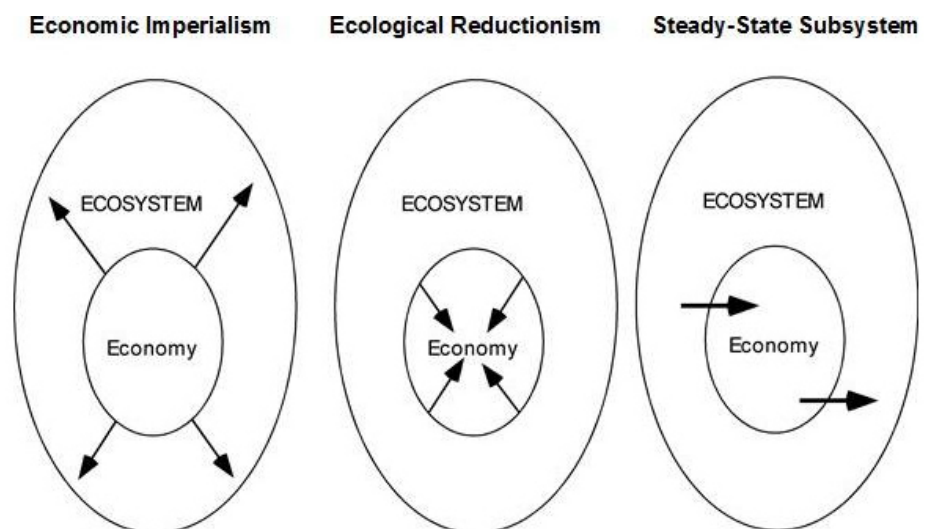 Economic Imperialism
Ecological Reductionism
Steady-State Subsystem
ECOSYSTEM
ECOSYSTEM
ECOSYSTEM
Economy
Economy
Economy